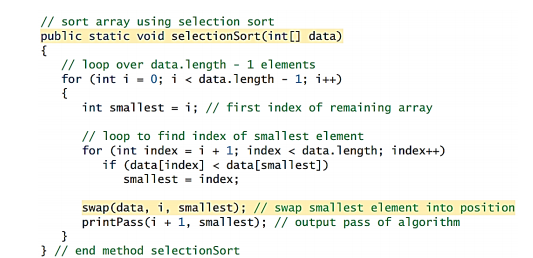 // sort array using selection sort
public static void selectionSort(int[] data)
{
// loop over data.length - 1 elements
for (int i = 0; i < data.length - 1; i++)
{
int smallest = i; // first index of remaining array
// loop to find index of smallest element
for (int index = i + 1; index < data.length; index++)
if (data[index] < data[smallest])
smallest = index;
swap(data, i, smallest); // swap smallest element into position
printPass(i + 1, smallest); // output pass of algorithm
}
} // end method selectionSort